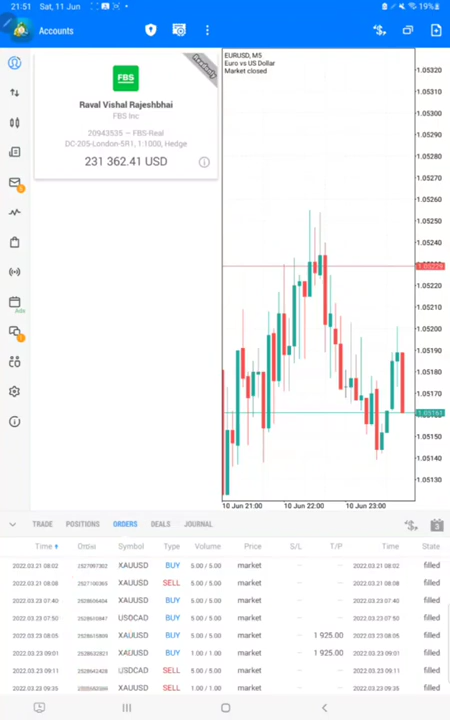 21:51 Sat, 11 Jun 19%
Accounts
FBS
Raval Vishal Rajeshbhai
FBS Inc
20943535 — FBS-Real
DC-205-London-5R1, 1:1000, Hedge
231 362.41 USD
EURUSD, M5
Euro vs US Dollar
Market closed
1.05320
1.05290
1.05280
1.05270
1.05260
1.05250
1.05240
1.05229
1.05220
1.05210
1.05200
1.05190
1.05180
1.05170
1.05161
1.05150
1.05140
1.05130
10 Jun 21:00 10 Jun 22:00 10 Jun 23:00
Ads
TRADE POSITIONS ORDERS DEALS JOURNAL
Time Symbol Type Volume Price S/L T/P Time State
2022.03.21 08:02 XAUUSD BUY 5.00 / 5.00 market 2022.03.21 08:02 filled
2022.03.21 08:08 XAUUSD SELL 5.00 / 5.00 market 2022.03.21 08:08 filled
2022.03.23 07:40 XAUUSD BUY 5.00 / 5.00 market 2022.03.23 07:40 filled
2022.03.23 07:50 USDCAD BUY 5.00 / 5.00 market 2022.03.23 07:50 filled
2022.03.23 08:05 XAUUSD BUY 5.00 / 5.00 market 1 925.00 2022.03.23 08:05 filled
2022.03.23 09:01 XAUUSD BUY 1.00 / 1.00 market 1 925.00 2022.03.23 09:01 filled
2022.03.23 09:11 USDCAD SELL 5.00 / 5.00 market 2022.03.23 09:11 filled
2022.03.23 09:35 XAUUSD SELL 1.00 / 1.00 market 2022.03.23 09:35 filled